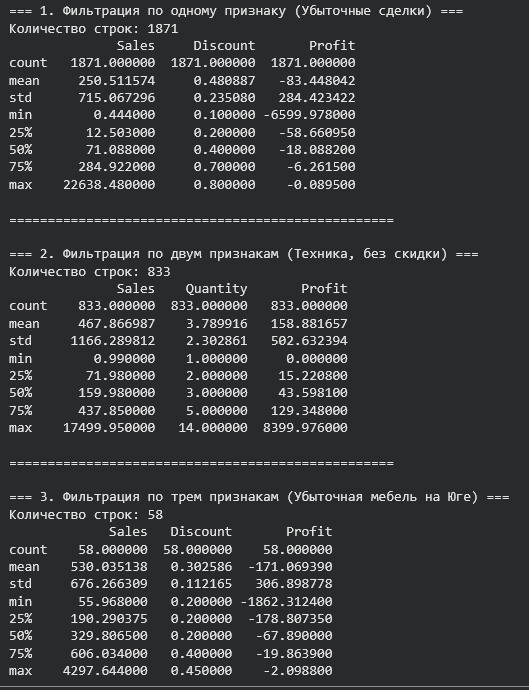 === 1. Фильтрация по одному признаку (Убыточные сделки) ===
Количество строк: 1871
Sales Discount Profit
count 1871.000000 1871.000000 1871.000000
mean 250.511574 0.480887 -83.448042
std 715.067296 0.235080 284.423422
min 0.444000 0.100000 -6599.978000
25% 12.503000 0.200000 -58.660950
50% 71.088000 0.400000 -18.088200
75% 284.922000 0.700000 -6.261500
max 22638.480000 0.800000 -0.089500
==================================================
=== 2. Фильтрация по двум признакам (Техника, без скидки) ===
Количество строк: 833
Sales Quantity Profit
count 833.000000 833.000000 833.000000
mean 467.866987 3.789916 158.881657
std 1166.289812 2.302861 502.632394
min 0.990000 1.000000 0.000000
25% 71.980000 2.000000 15.220800
50% 159.980000 3.000000 43.598100
75% 437.850000 5.000000 129.348000
max 17499.950000 14.000000 8399.976000
==================================================
=== 3. Фильтрация по трем признакам (Убыточная мебель на Юге) ===
Количество строк: 58
Sales Discount Profit
count 58.000000 58.000000 58.000000
mean 530.035138 0.302586 -171.069390
std 676.266309 0.112165 306.898778
min 55.968000 0.200000 -1862.312400
25% 190.290375 0.200000 -178.807350
50% 329.806500 0.200000 -67.890000
75% 606.034000 0.400000 -19.863900
max 4297.644000 0.450000 -2.098800